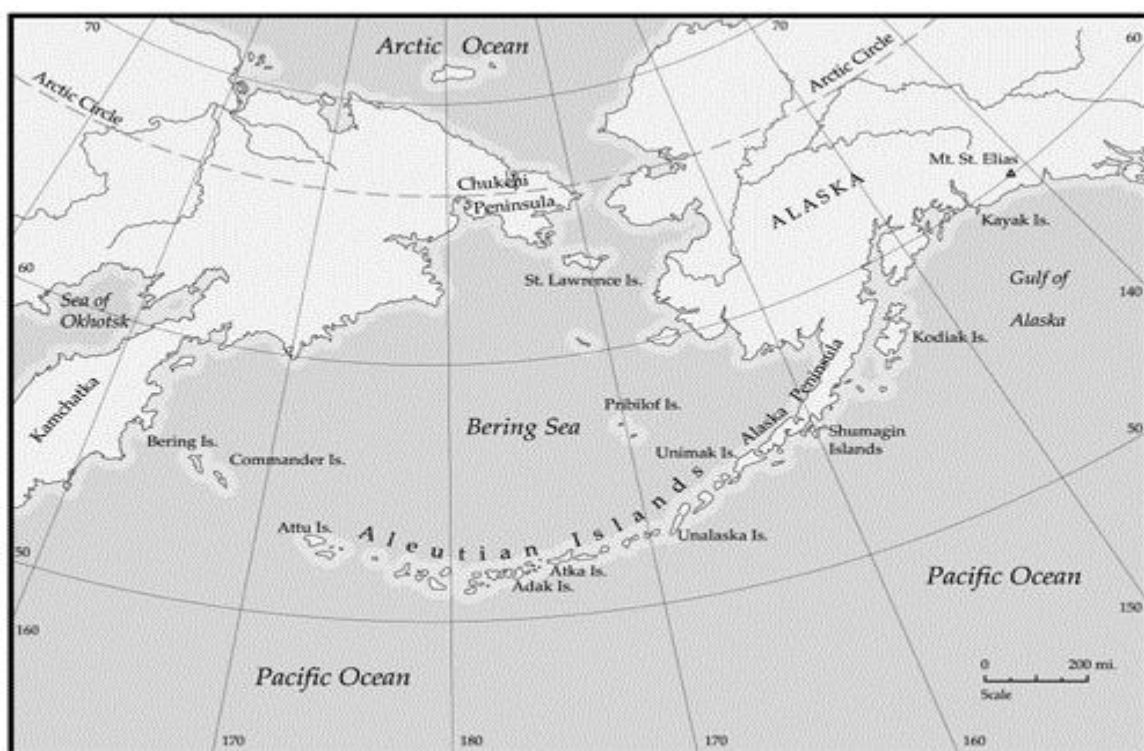 70
Arctic Ocean
70
60
Arctic Circle
Arctic Circle
Mt. St. Elias
Chukchi
Peninsula
ALASKA
Kayak Is.
60
St. Lawrence Is.
Gulf of
Alaska
140
Sea of
Okhotsk
Kodiak Is.
Kamchatka
Alaska Peninsula
Pribilof Is.
Bering Sea
50
Bering Is.
Commander Is.
Unimak Is.
Shumagin
Islands
Attu Is.
Aleutian Islands
Unalaska Is.
50
Atka Is.
Adak Is.
Pacific Ocean
150
160
Pacific Ocean
0 200 mi.
Scale
170
180
170
160